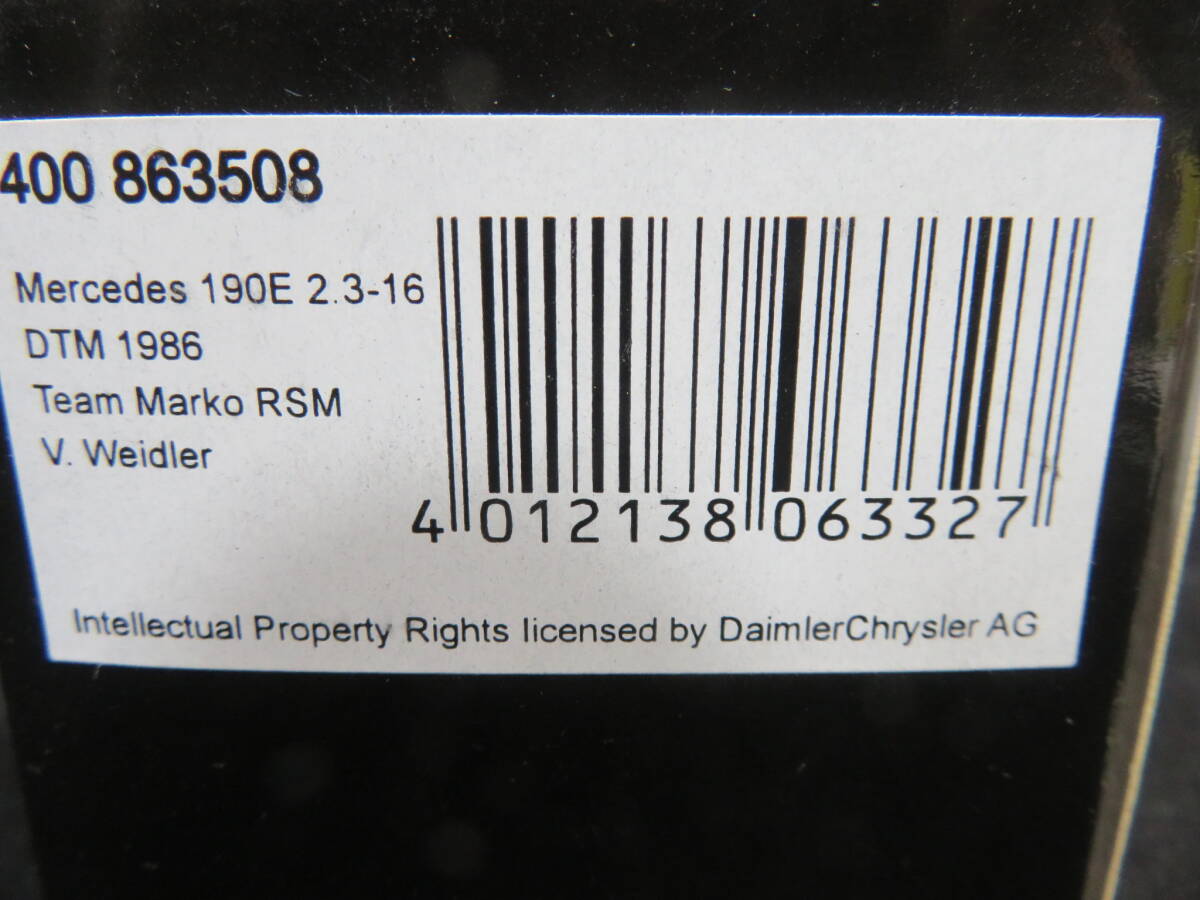 400 863508
Mercedes 190E 2.3-16
DTM 1986
Team Marko RSM
V. Weidler
4 012138 063327
Intellectual Property Rights licensed by DaimlerChrysler AG